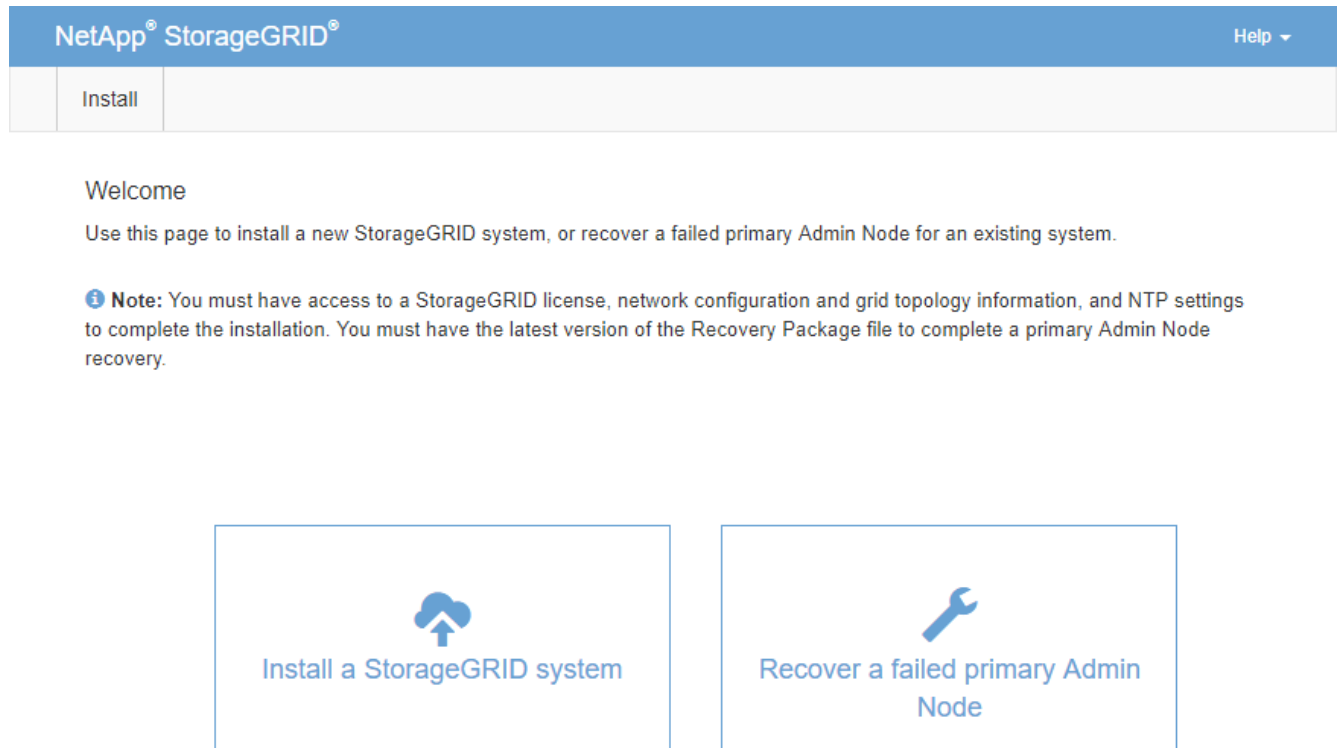 NetApp® StorageGRID®
Help
Install
Welcome
Use this page to install a new StorageGRID system, or recover a failed primary Admin Node for an existing system.
Note: You must have access to a StorageGRID license, network configuration and grid topology information, and NTP settings
to complete the installation. You must have the latest version of the Recovery Package file to complete a primary Admin Node
recovery.
Install a StorageGRID system
Recover a failed primary Admin
Node